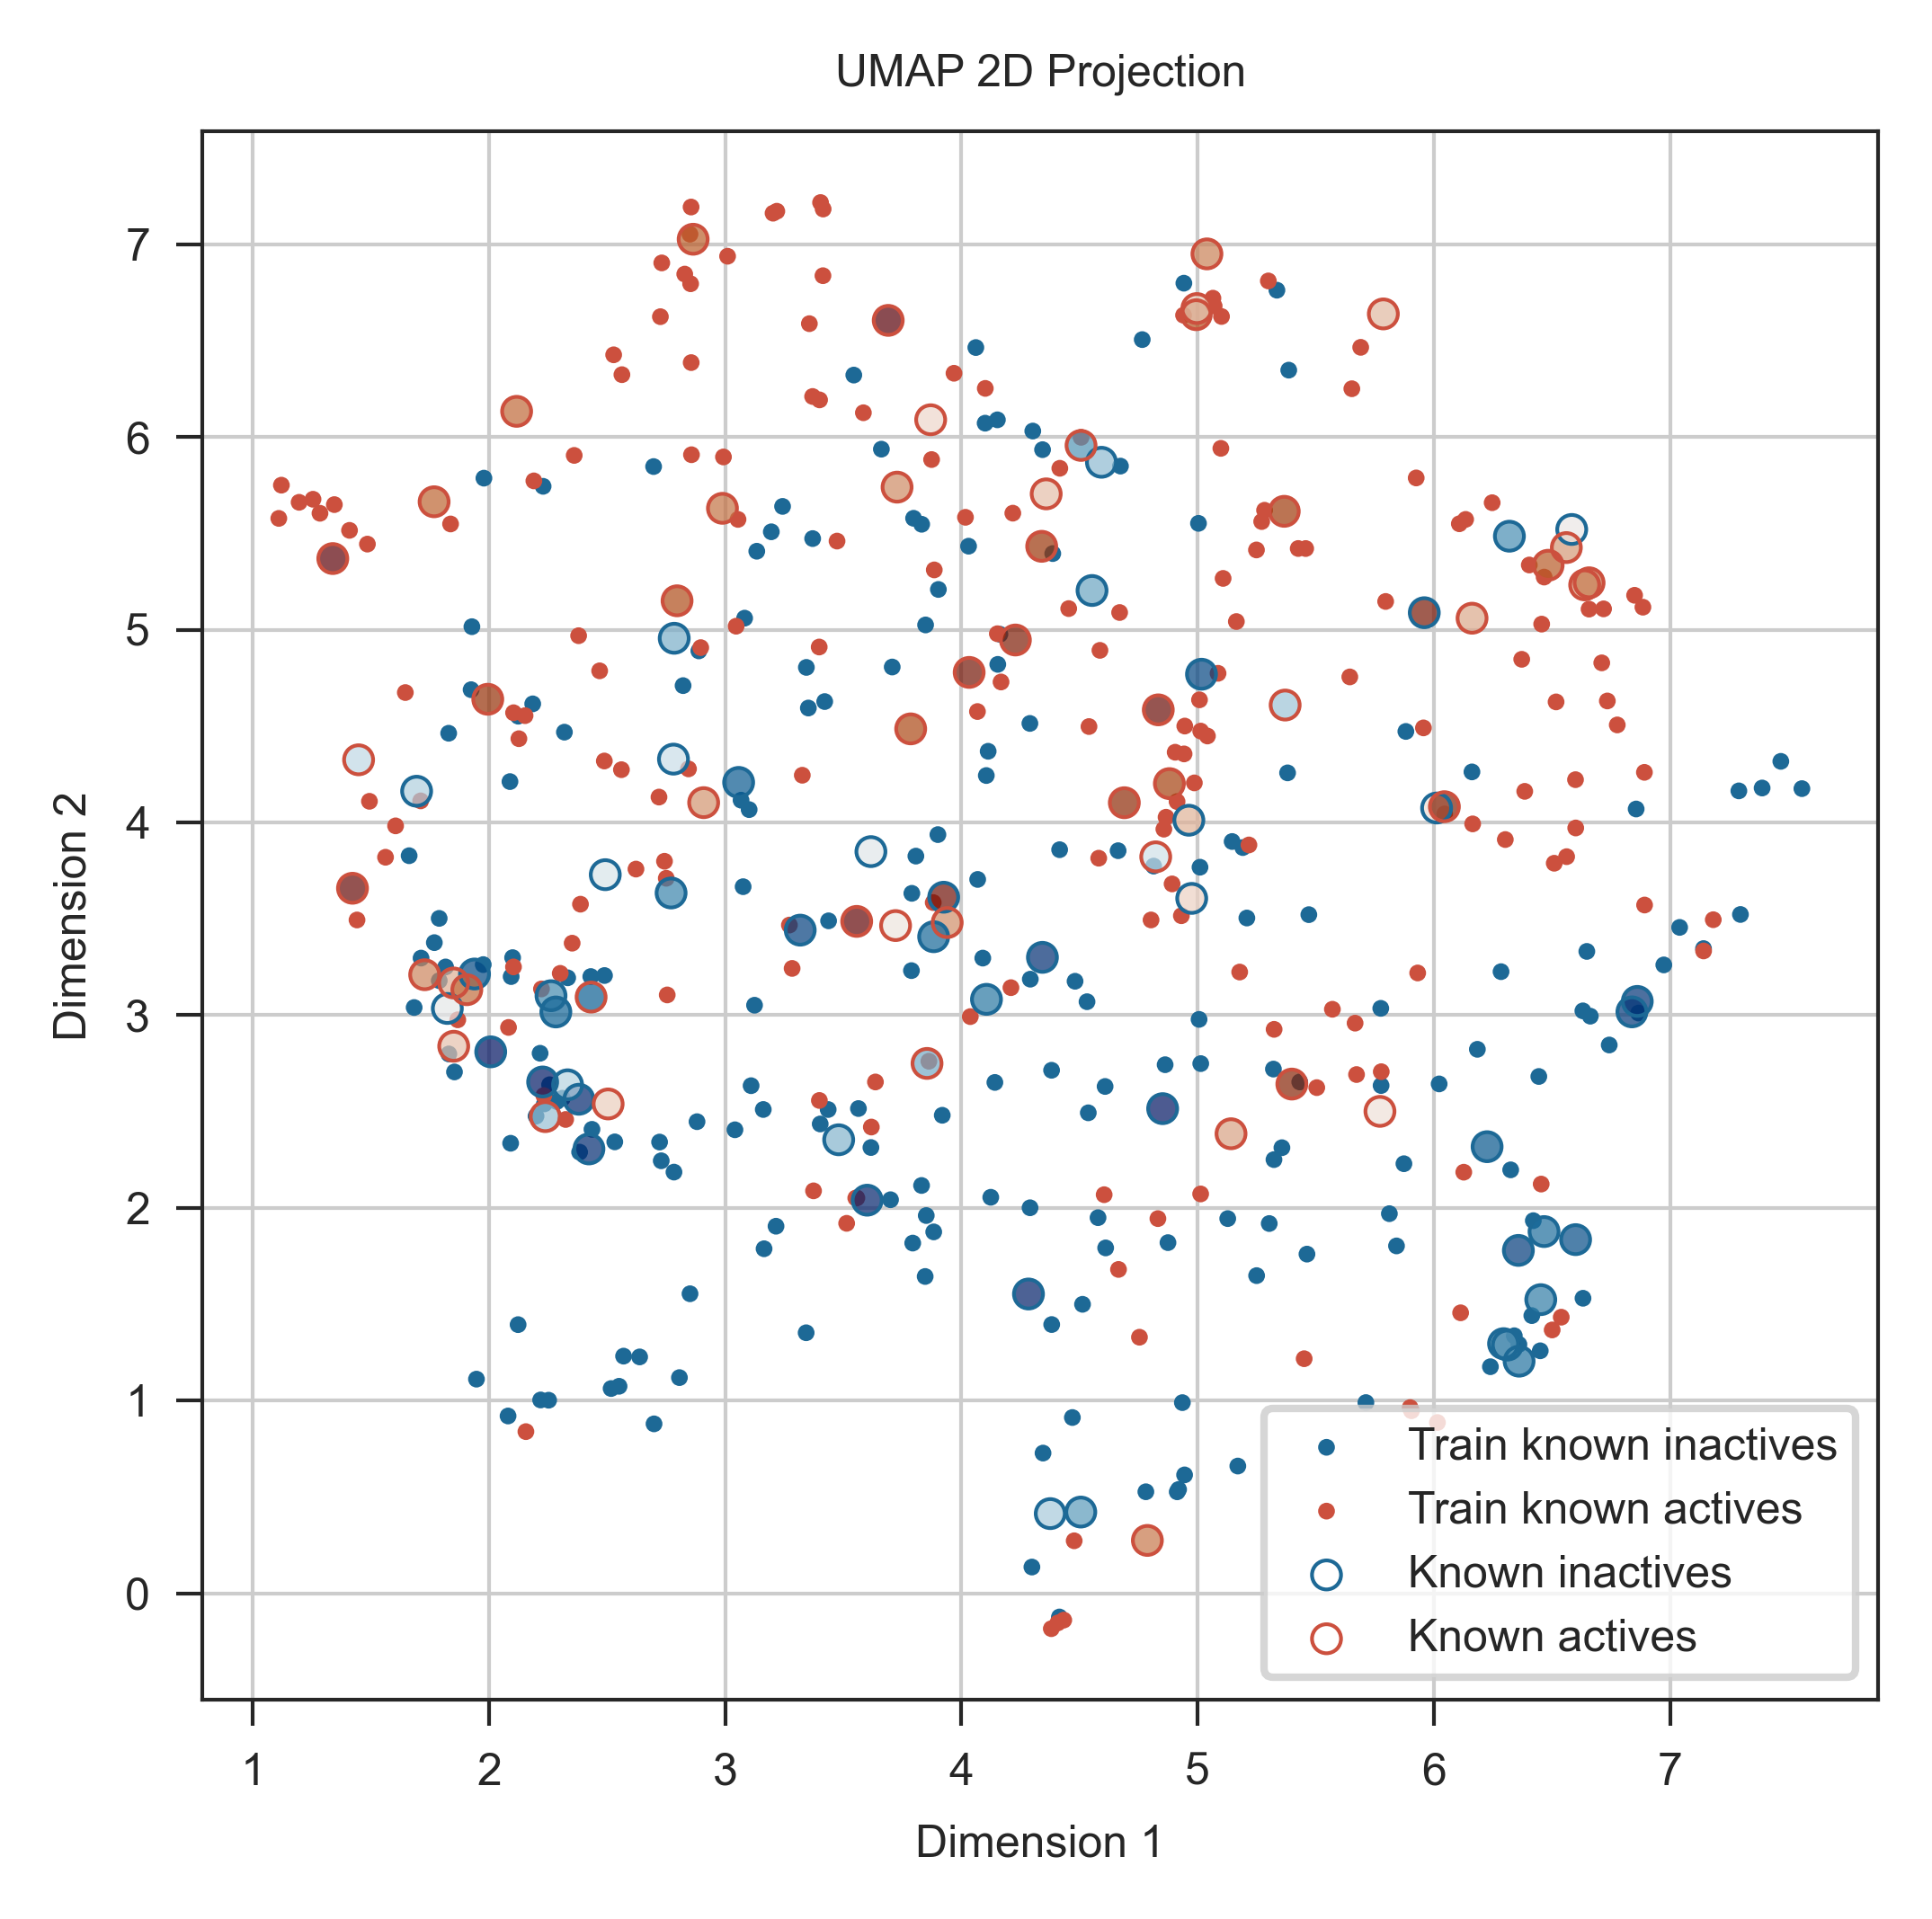 UMAP 2D Projection
7
6
5
4
3
2
1
0
Dimension 2
Train known inactives
Train known actives
Known inactives
Known actives
1 2 3 4 5 6 7
Dimension 1